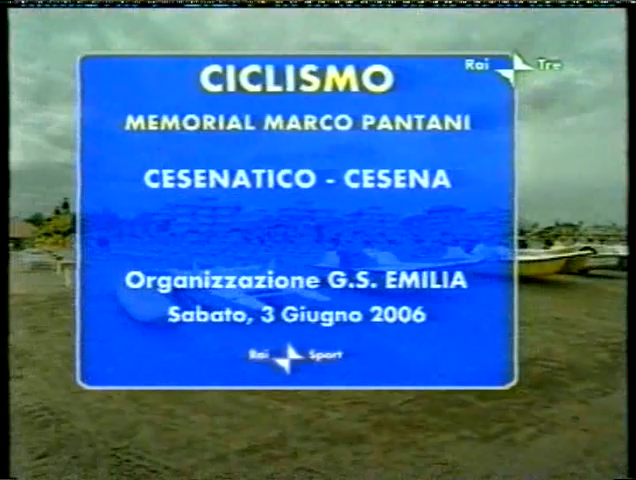 CICLISMO
Rai Tre
MEMORIAL MARCO PANTANI
CESENATICO - CESENA
Organizzazione G.S. EMILIA
Sabato, 3 Giugno 2006
Rai Sport